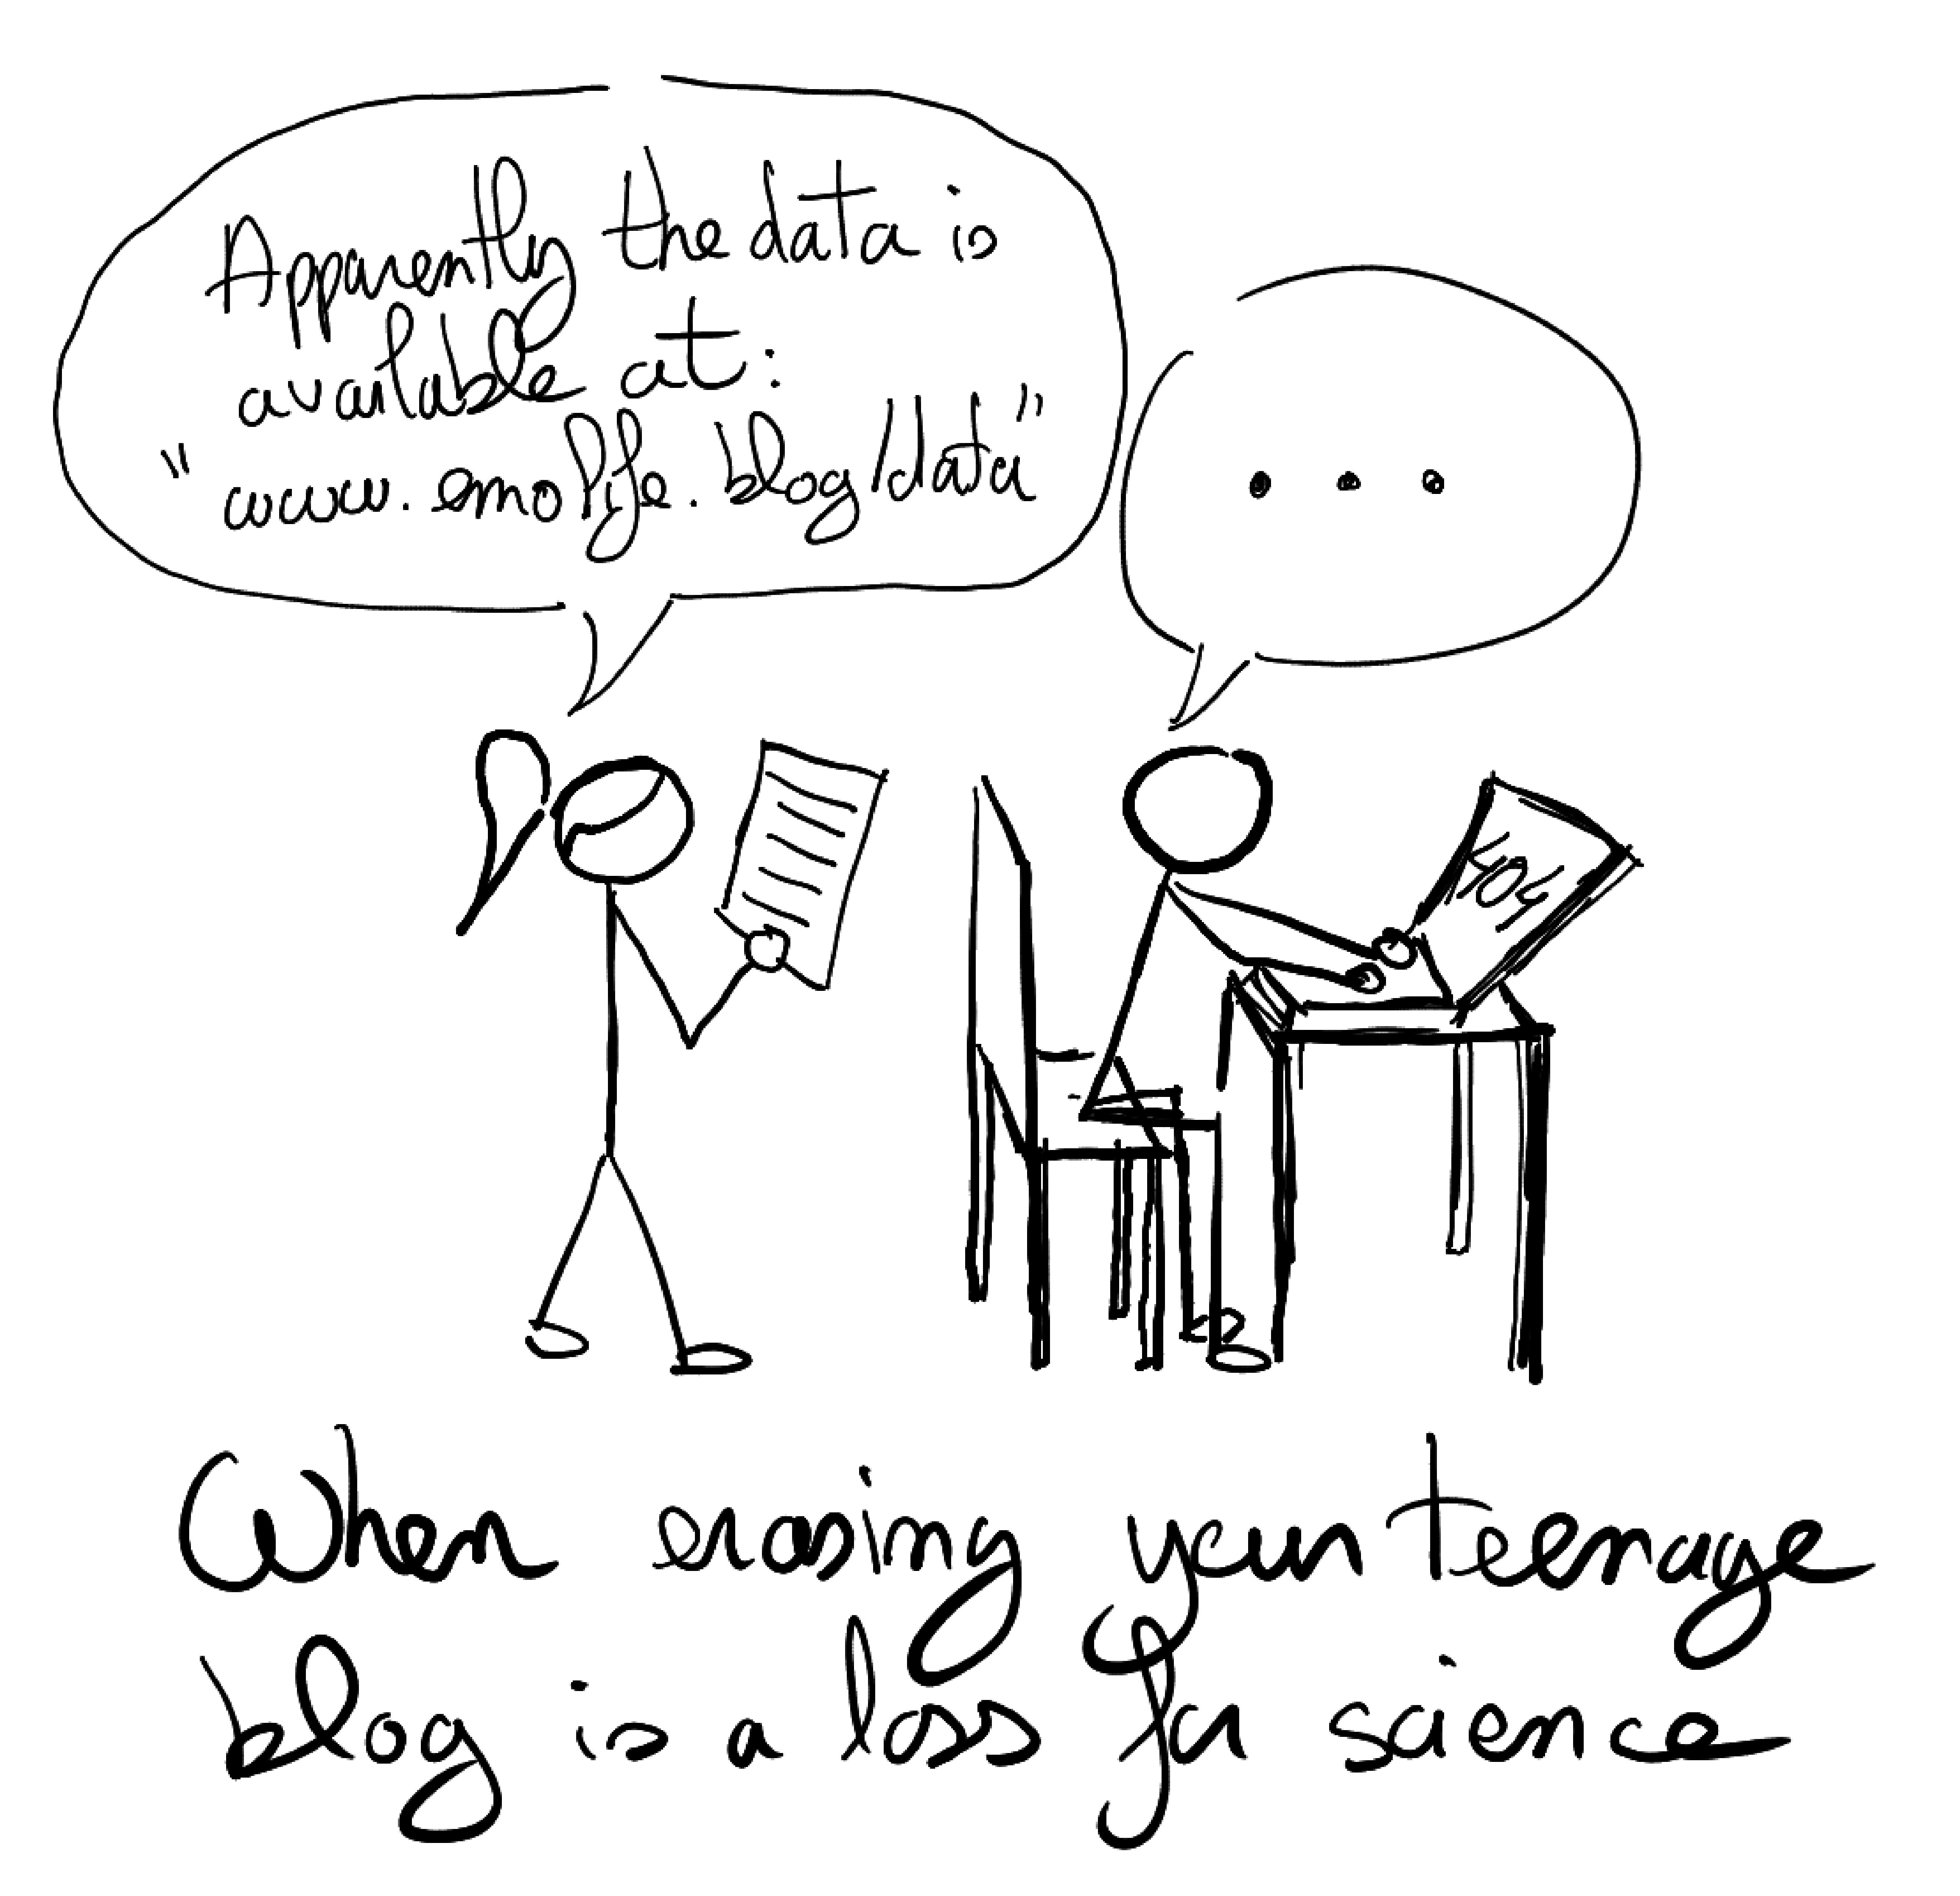 Apparently the data is
available at:
"www.emolife.blog/data"
...
404
When erasing your teenage
blog is a loss for science